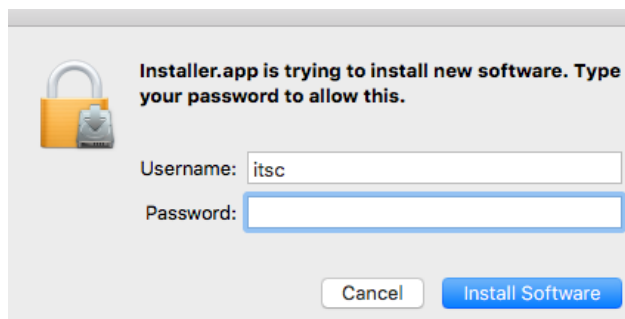 Installer.app is trying to install new software. Type
your password to allow this.
Username: itsc
Password:
Cancel Install Software